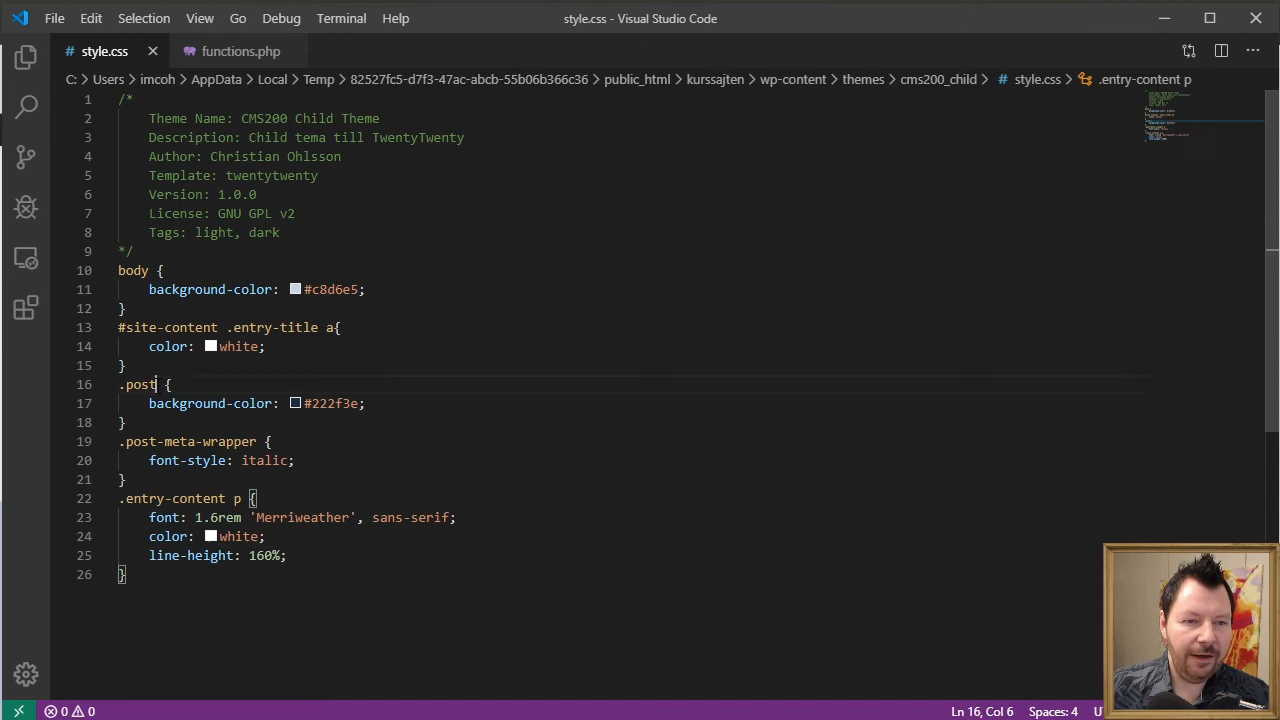 File Edit Selection View Go Debug Terminal Help
style.css - Visual Studio Code
# style.css functions.php
C: > Users > imcoh > AppData > Local > Temp > 82527fc5-d7f3-47ac-abcb-55b06b366c36 > public_html > kurssajten > wp-content > themes > cms200_child > # style.css > .entry-content p
1 /*
2 Theme Name: CMS200 Child Theme
3 Description: Child tema till TwentyTwenty
4 Author: Christian Ohlsson
5 Template: twentytwenty
6 Version: 1.0.0
7 License: GNU GPL v2
8 Tags: light, dark
9 */
10 body {
11 background-color: #c8d6e5;
12 }
13 #site-content .entry-title a{
14 color: white;
15 }
16 .post {
17 background-color: #222f3e;
18 }
19 .post-meta-wrapper {
20 font-style: italic;
21 }
22 .entry-content p {
23 font: 1.6rem 'Merriweather', sans-serif;
24 color: white;
25 line-height: 160%;
26 }
0 0 Ln 16, Col 6 Spaces: 4